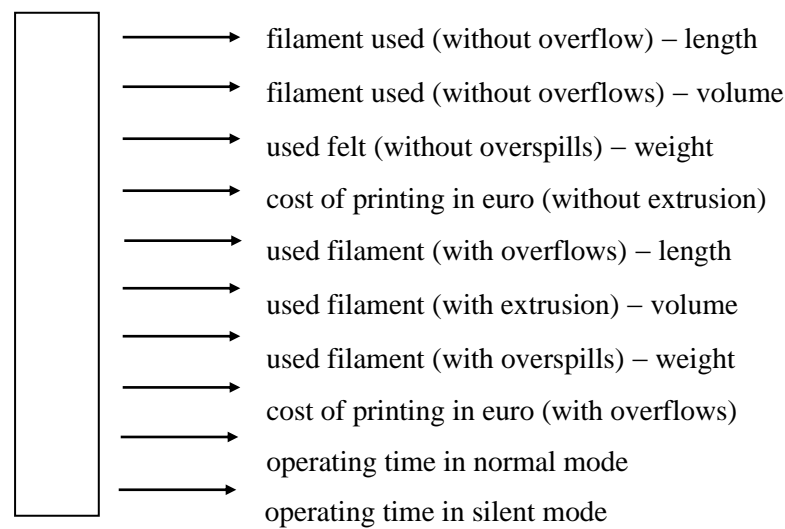 filament used (without overflow) − length
filament used (without overflows) − volume
used felt (without overspills) − weight
cost of printing in euro (without extrusion)
used filament (with overflows) − length
used filament (with extrusion) − volume
used filament (with overspills) − weight
cost of printing in euro (with overflows)
operating time in normal mode
operating time in silent mode